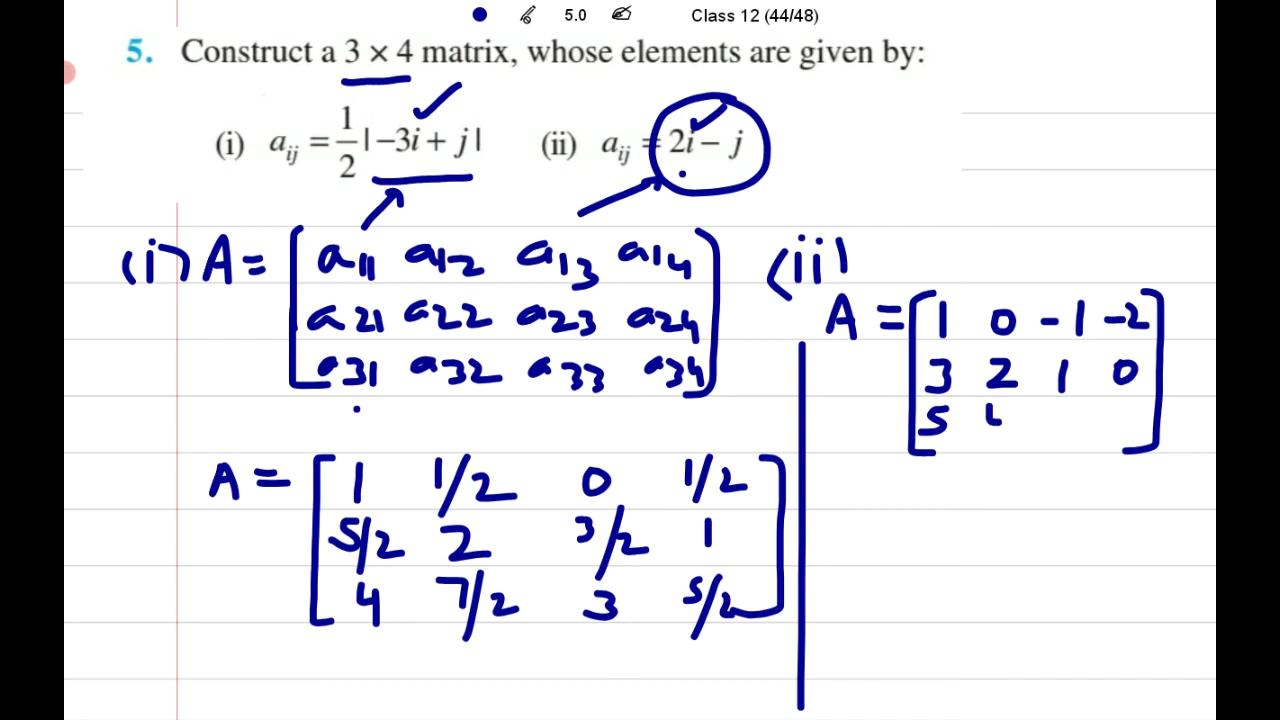 5.0 Class 12 (44/48)
5. Construct a 3 × 4 matrix, whose elements are given by:
(i) aij = 1/2 |−3i + j| (ii) aij = 2i − j
(i) A = [a11 a12 a13 a14
a21 a22 a23 a24
a31 a32 a33 a34]
A = [1 1/2 0 1/2
5/2 2 3/2 1
4 7/2 3 5/2]
(ii)
A = [1 0 -1 -2
3 2 1 0
5